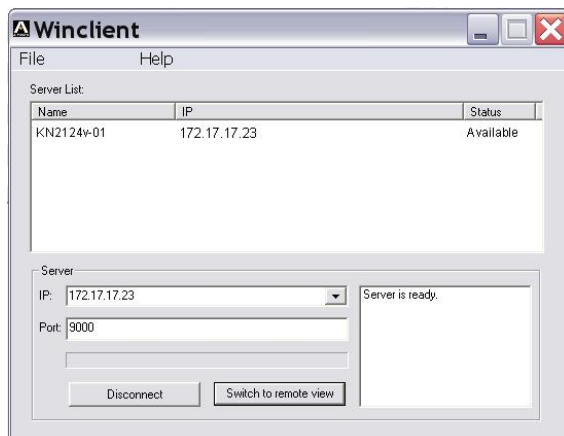 Winclient
File Help
Server List:
Name IP Status
KN2124v-01 172.17.17.23 Available
Server
IP: 172.17.17.23
Server is ready.
Port: 9000
Disconnect Switch to remote view